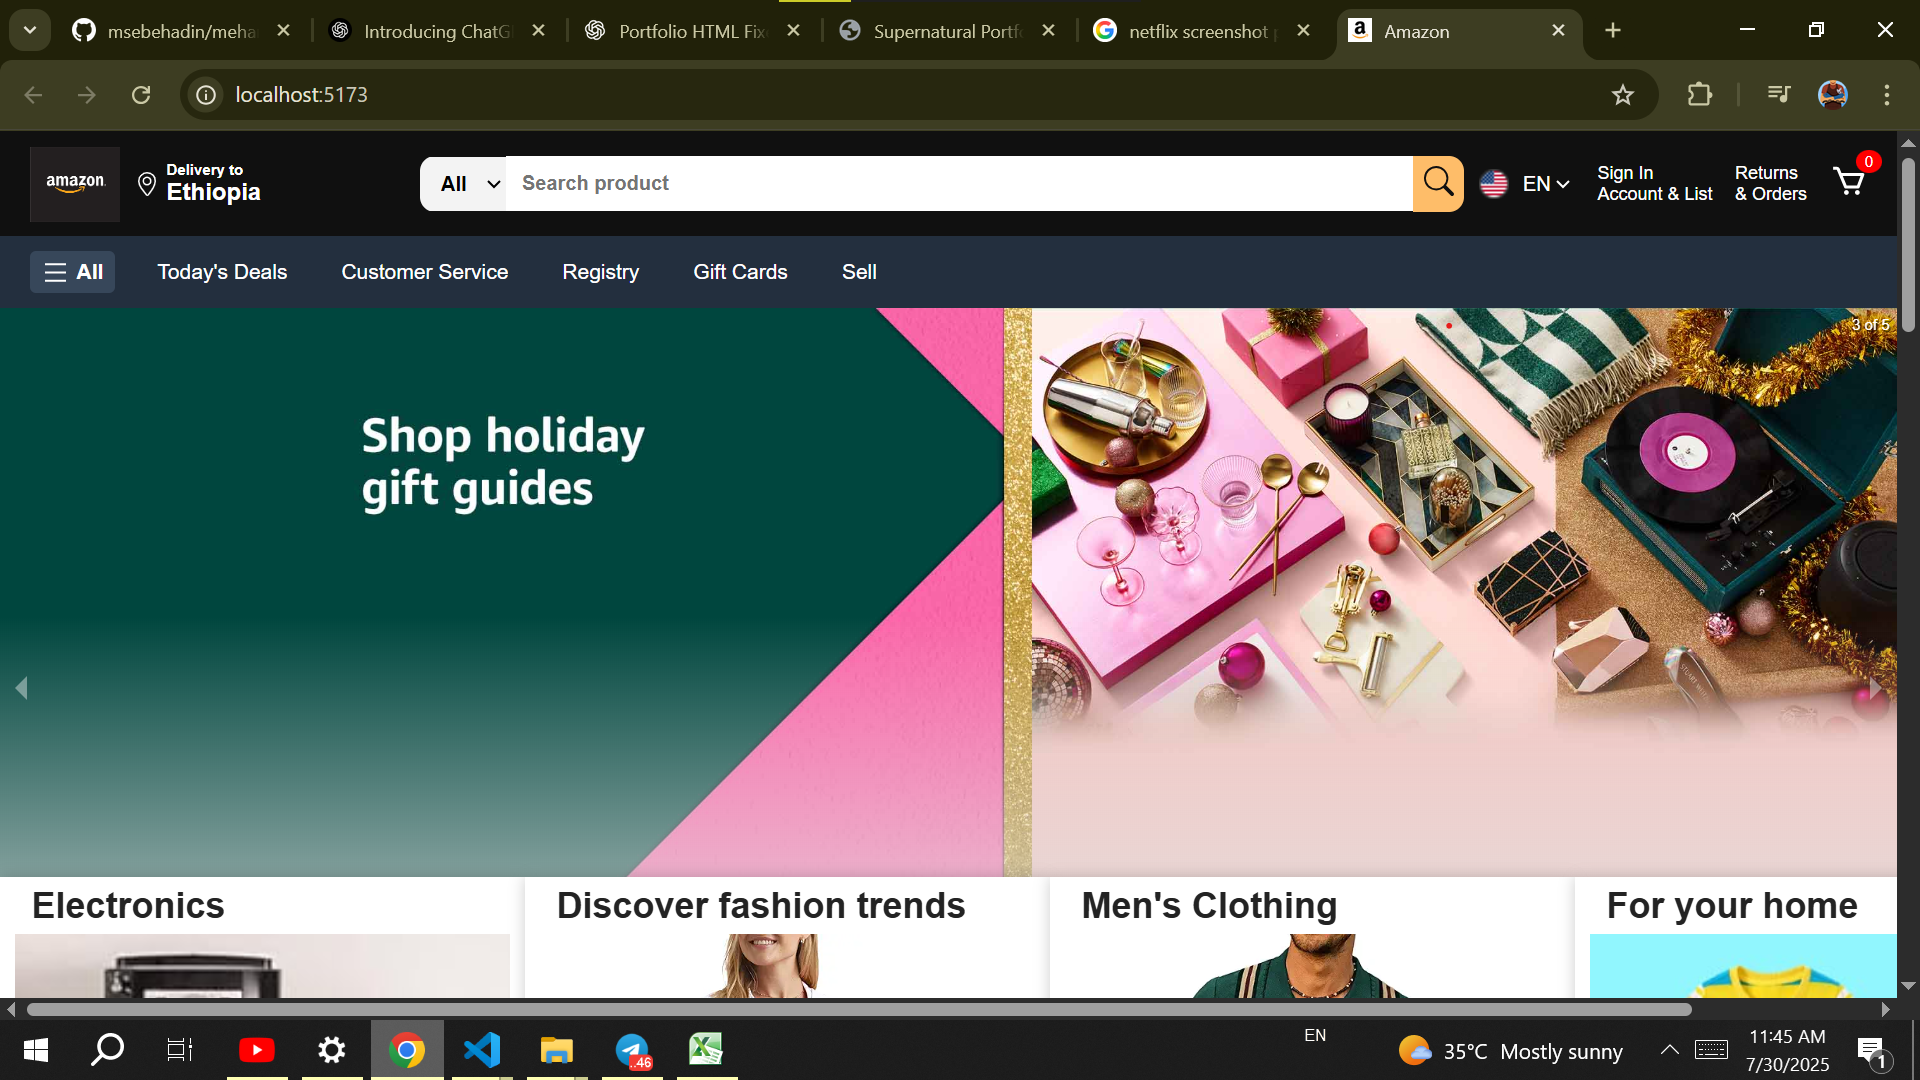 msebehadin/meha
Introducing ChatG
Portfolio HTML Fix
Supernatural Portfo
netflix screenshot p
Amazon
localhost:5173
amazon
Delivery to
Ethiopia
All
Search product
EN
Sign In
Account & List
Returns
& Orders
0
All
Today's Deals
Customer Service
Registry
Gift Cards
Sell
3 of 5
Shop holiday
gift guides
Electronics
Discover fashion trends
Men's Clothing
For your home
..46
EN
35°C Mostly sunny
11:45 AM
7/30/2025
1